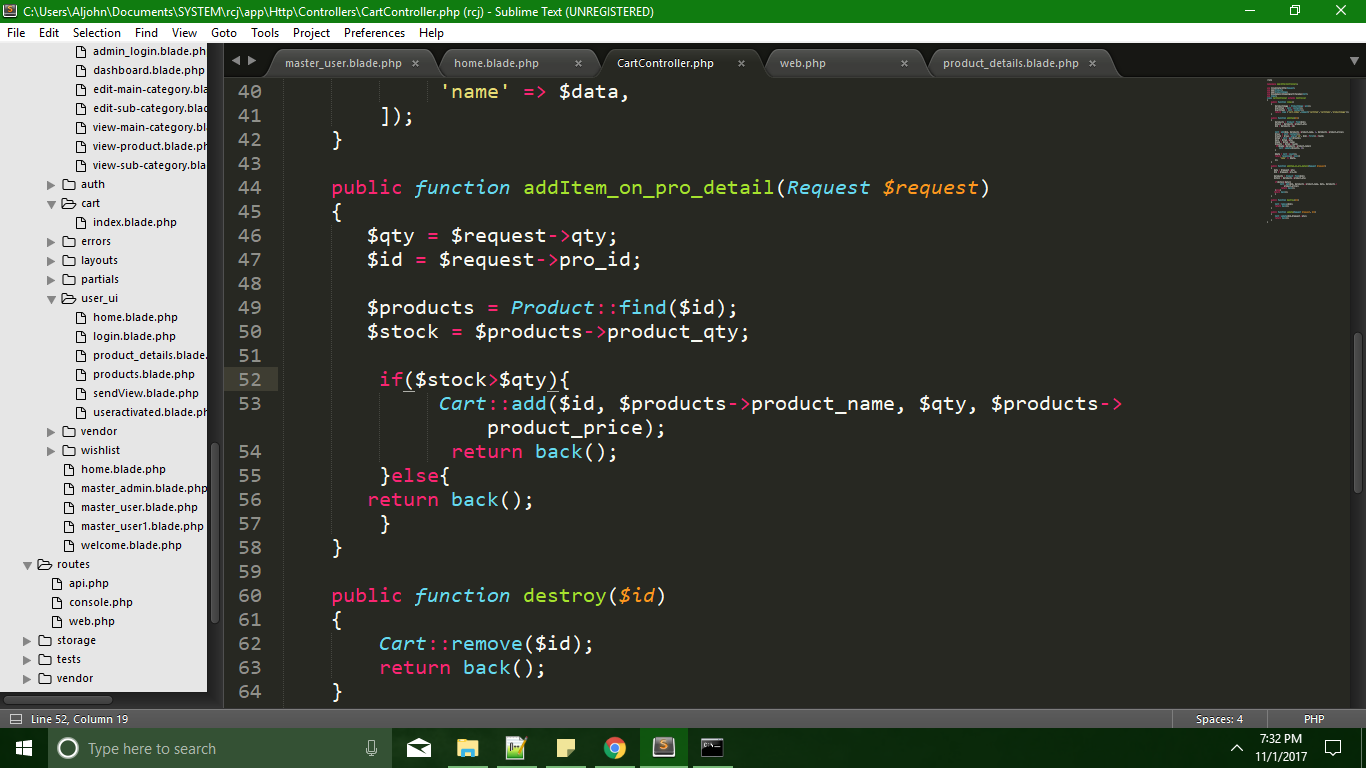 C:\Users\Aljohn\Documents\SYSTEM\rcj\app\Http\Controllers\CartController.php (rcj) - Sublime Text (UNREGISTERED)
File Edit Selection Find View Goto Tools Project Preferences Help
admin_login.blade.ph
dashboard.blade.php
edit-main-category.bla
edit-sub-category.blad
view-main-category.bl
view-product.blade.ph
view-sub-category.bla
auth
cart
index.blade.php
errors
layouts
partials
user_ui
home.blade.php
login.blade.php
product_details.blade.
products.blade.php
sendView.blade.php
useractivated.blade.ph
vendor
wishlist
home.blade.php
master_admin.blade.php
master_user.blade.php
master_user1.blade.php
welcome.blade.php
routes
api.php
console.php
web.php
storage
tests
vendor
master_user.blade.php × home.blade.php × CartController.php × web.php × product_details.blade.php ×
40 'name' => $data,
41 ]);
42 }
43
44 public function addItem_on_pro_detail(Request $request)
45 {
46 $qty = $request->qty;
47 $id = $request->pro_id;
48
49 $products = Product::find($id);
50 $stock = $products->product_qty;
51
52 if($stock>$qty){
53 Cart::add($id, $products->product_name, $qty, $products->
product_price);
54 return back();
55 }else{
56 return back();
57 }
58 }
59
60 public function destroy($id)
61 {
62 Cart::remove($id);
63 return back();
64 }
Line 52, Column 19 Spaces: 4 PHP
Type here to search
7:32 PM
11/1/2017